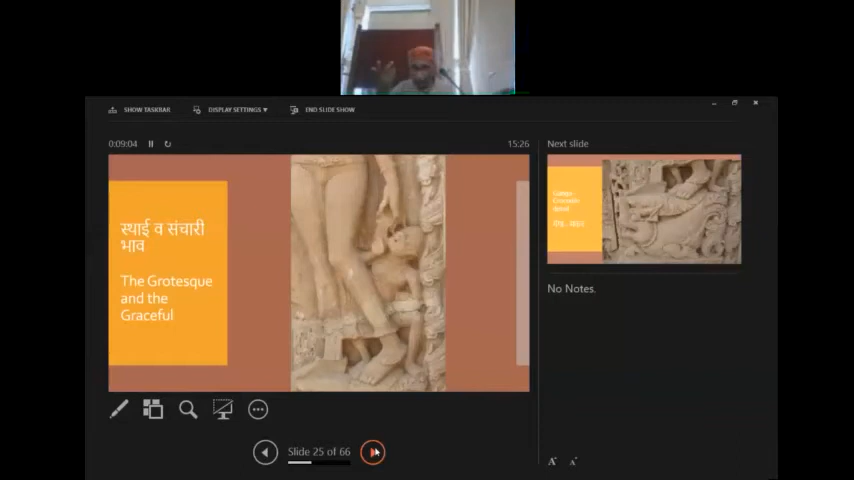 SHOW TASKBAR
DISPLAY SETTINGS ▼
END SLIDE SHOW
0:09:04
15:26
Next slide
स्थाई व संचारी
भाव
The Grotesque
and the
Graceful
No Notes.
Slide 25 of 66
A
A